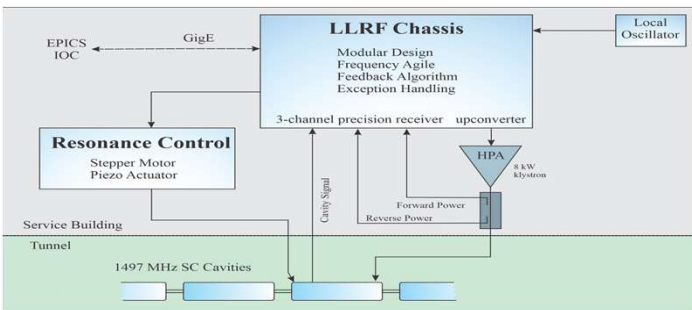 LLRF Chassis
Local
Oscillator
EPICS
IOC
GigE
Modular Design
Frequency Agile
Feedback Algorithm
Exception Handling
3-channel precision receiver upconverter
Resonance Control
Stepper Motor
Piezo Actuator
HPA
8 kW
klystron
Cavity Signal
Forward Power
Reverse Power
Service Building
Tunnel
1497 MHz SC Cavities